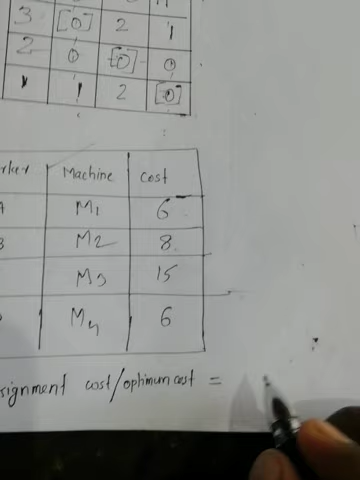 3 [0] 2 1
2 0 [0] 0
1 1 2 [0]
Machine Cost
M1 6
M2 8
M3 15
M4 6
signment cost/optimum cost =